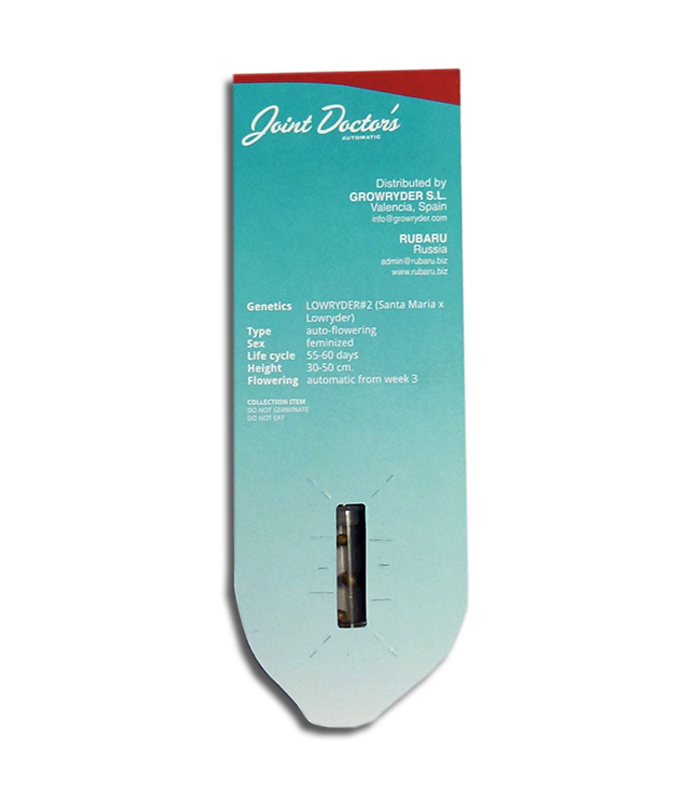 Joint Doctor's
AUTOMATIC
Distributed by
GROWRYDER S.L.
Valencia, Spain
info@growryder.com
RUBARU
Russia
admin@rubaru.biz
www.rubaru.biz
Genetics LOWRYDER#2 (Santa Maria x
Lowryder)
Type auto-flowering
Sex feminized
Life cycle 55-60 days
Height 30-50 cm.
Flowering automatic from week 3
COLLECTION ITEM
DO NOT GERMINATE
DO NOT EAT